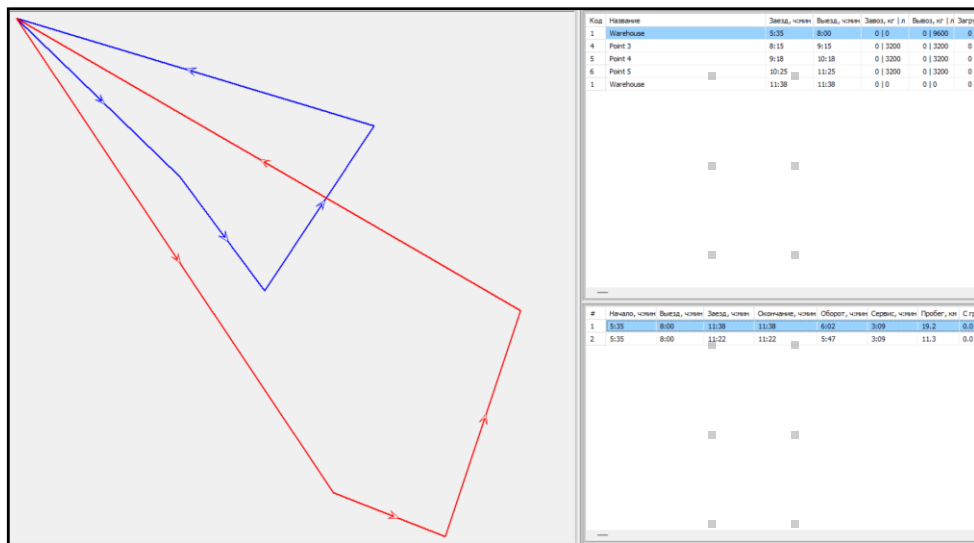 Код Название Заезд, ч:мин Выезд, ч:мин Завоз, кг | л Вывоз, кг | л Загру
1 Warehouse 5:35 8:00 0 | 0 0 | 9600 0
4 Point 3 8:15 9:15 0 | 3200 0 | 3200 0
5 Point 4 9:18 10:18 0 | 3200 0 | 3200 0
6 Point 5 10:25 11:25 0 | 3200 0 | 3200 0
1 Warehouse 11:38 11:38 0 | 0 0 | 0 0
# Начало, ч:мин Выезд, ч:мин Заезд, ч:мин Окончание, ч:мин Оборот, ч:мин Сервис, ч:мин Пробег, км С гр
1 5:35 8:00 11:38 11:38 6:02 3:09 19.2 0.0
2 5:35 8:00 11:22 11:22 5:47 3:09 11.3 0.0